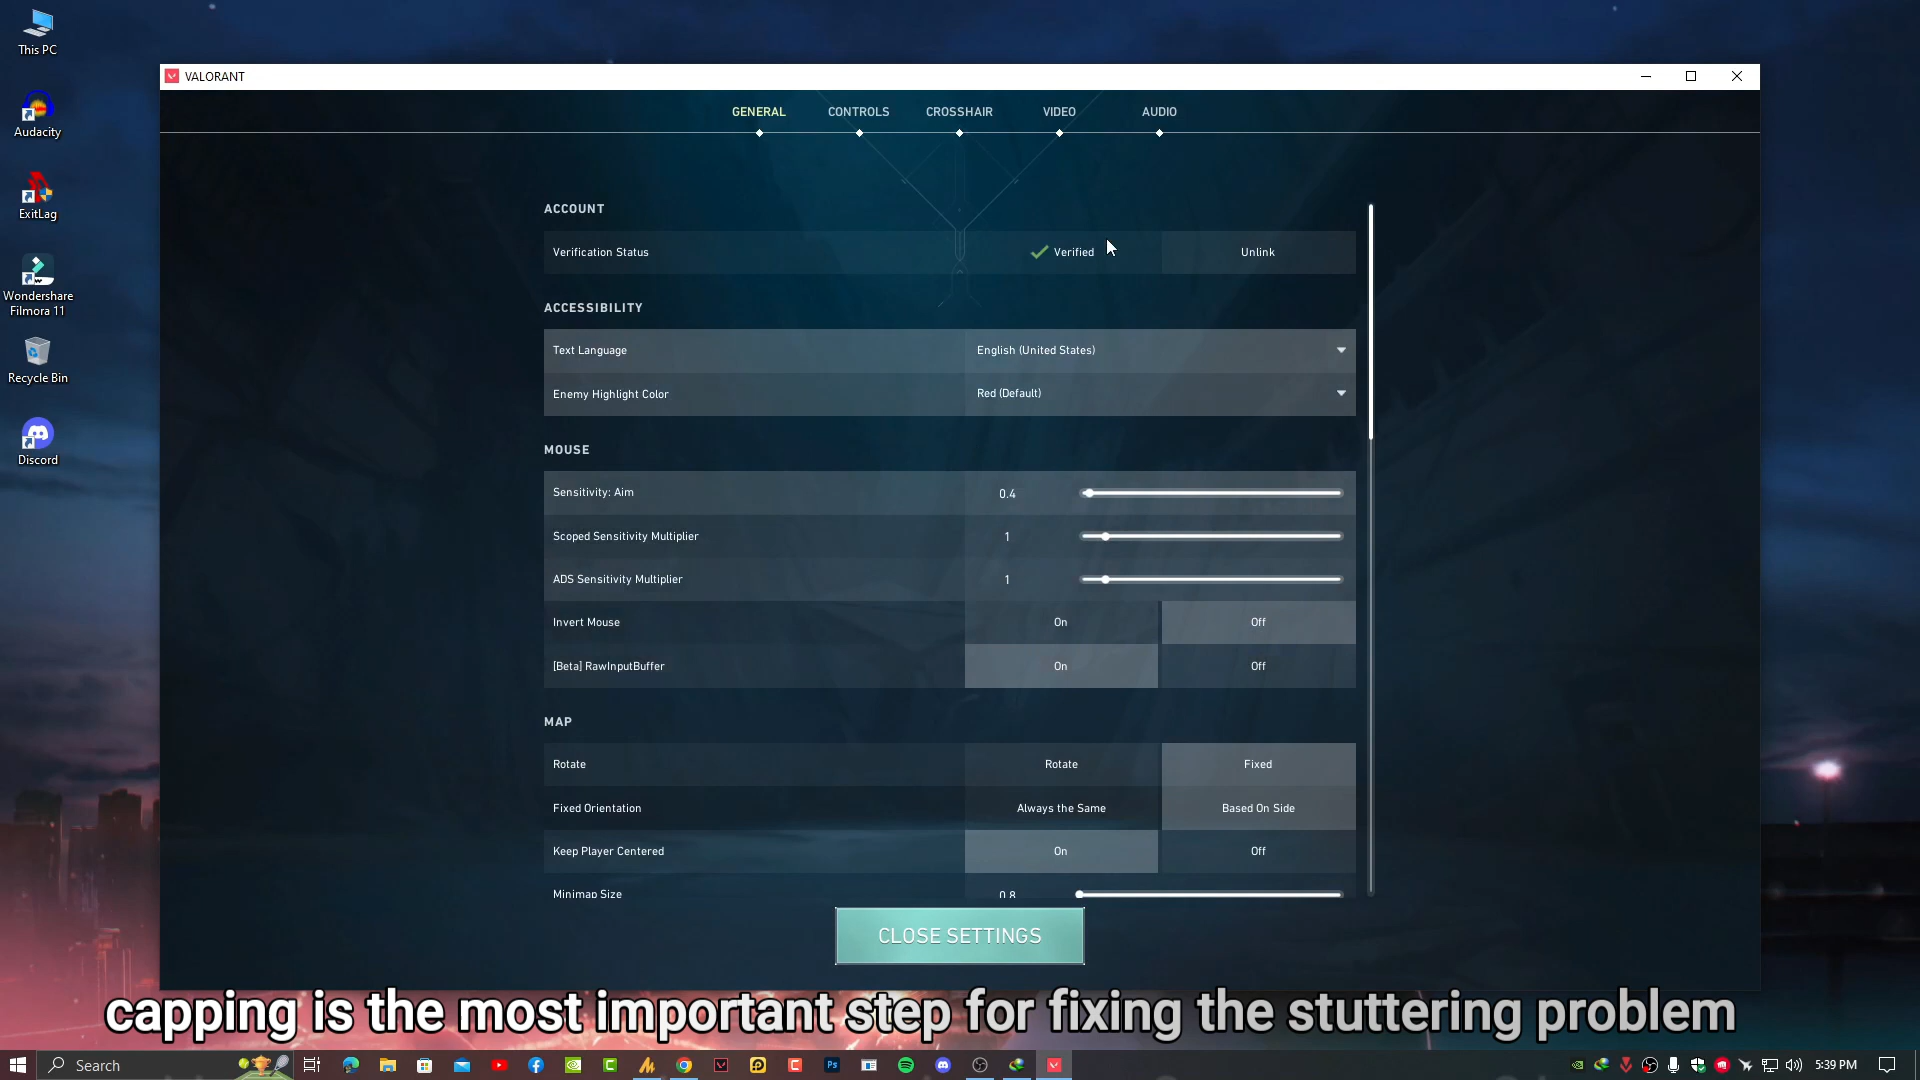 This PC
Audacity
ExitLag
Wondershare
Filmora 11
Recycle Bin
Discord
VALORANT
GENERAL CONTROLS CROSSHAIR VIDEO AUDIO
ACCOUNT
Verification Status Verified Unlink
ACCESSIBILITY
Text Language English (United States)
Enemy Highlight Color Red (Default)
MOUSE
Sensitivity: Aim 0.4
Scoped Sensitivity Multiplier 1
ADS Sensitivity Multiplier 1
Invert Mouse On Off
[Beta] RawInputBuffer On Off
MAP
Rotate Rotate Fixed
Fixed Orientation Always the Same Based On Side
Keep Player Centered On Off
Minimap Size 0.8
CLOSE SETTINGS
capping is the most important step for fixing the stuttering problem
Search Ps 5:39 PM